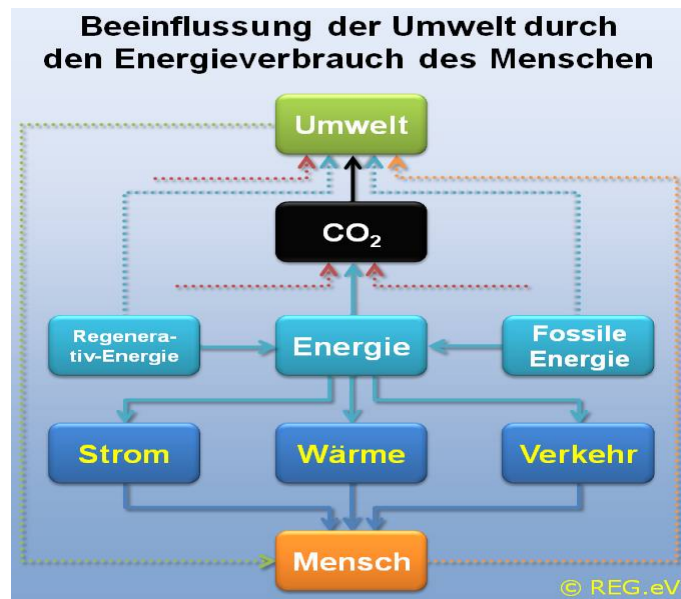 Beeinflussung der Umwelt durch
den Energieverbrauch des Menschen
Umwelt
CO₂
Regenera-
tiv-Energie
Energie
Fossile
Energie
Strom
Wärme
Verkehr
Mensch
© REG.eV